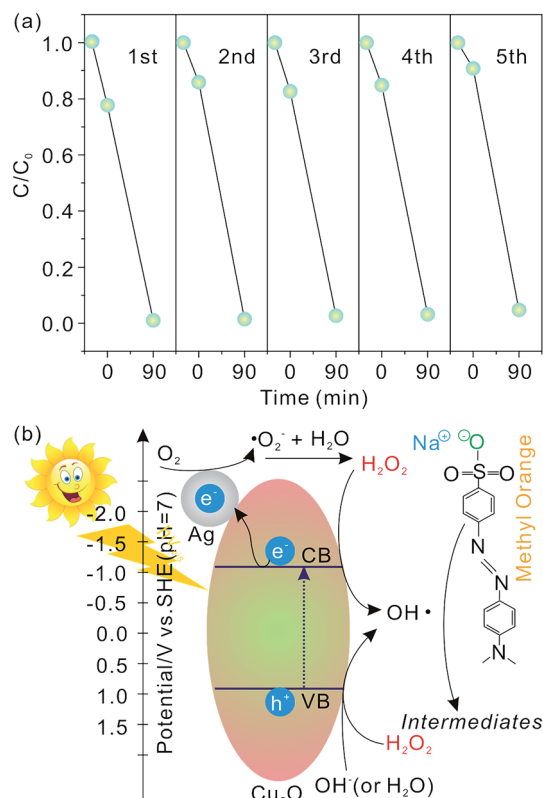 (a)
1.0
0.8
0.6
0.4
0.2
0.0
C/C₀
1st
2nd
3rd
4th
5th
0 90 0 90 0 90 0 90 0 90
Time (min)
(b)
O₂
•O₂⁻ + H₂O
H₂O₂
Na⊕ ⊖O
O=S=O
Methyl Orange
e⁻
Ag
-2.0
-1.5
-1.0
-0.5
0.0
0.5
1.0
1.5
Potential/V vs.SHE(pH=7)
e⁻
CB
OH •
N
N
N
h⁺
VB
Intermediates
H₂O₂
OH⁻(or H₂O)
Cu₂O